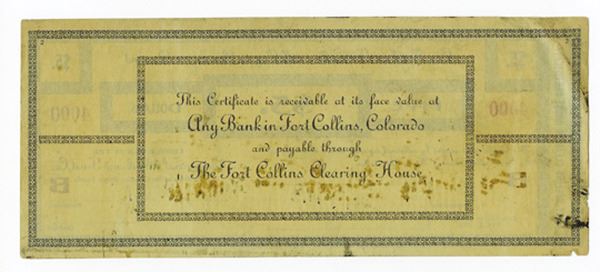 This Certificate is receivable at its face value at
Any Bank in Fort Collins, Colorado
and payable through
The Fort Collins Clearing House